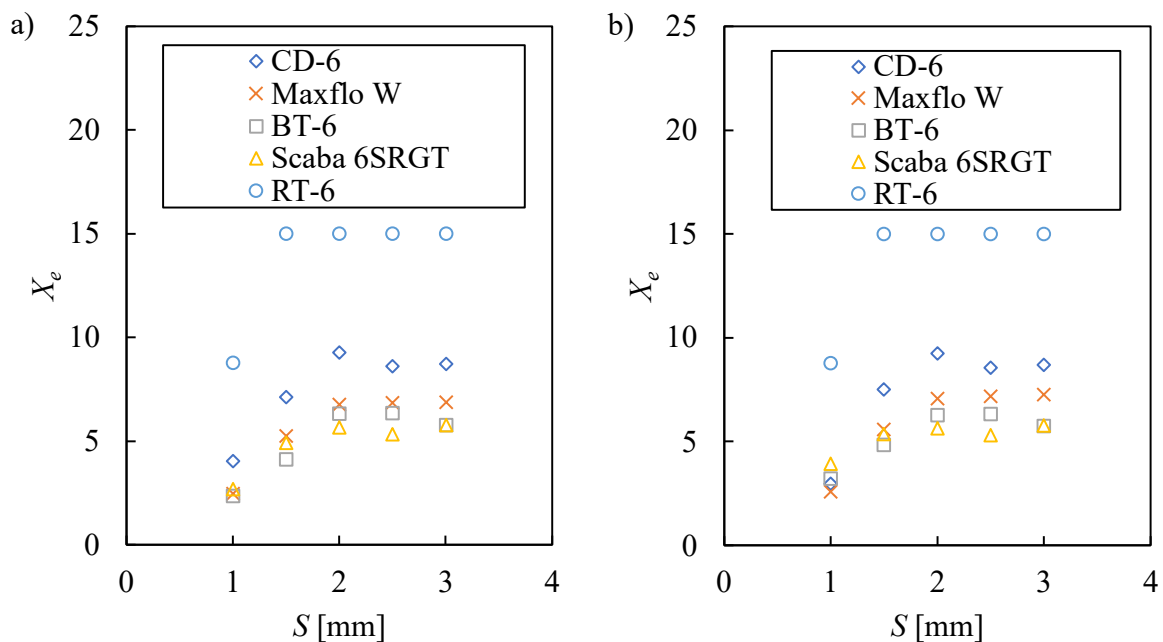 a)
25
20
15
10
5
0
X_e
CD-6
Maxflo W
BT-6
Scaba 6SRGT
RT-6
0 1 2 3 4
S [mm]
b)
25
20
15
10
5
0
X_e
CD-6
Maxflo W
BT-6
Scaba 6SRGT
RT-6
0 1 2 3 4
S [mm]